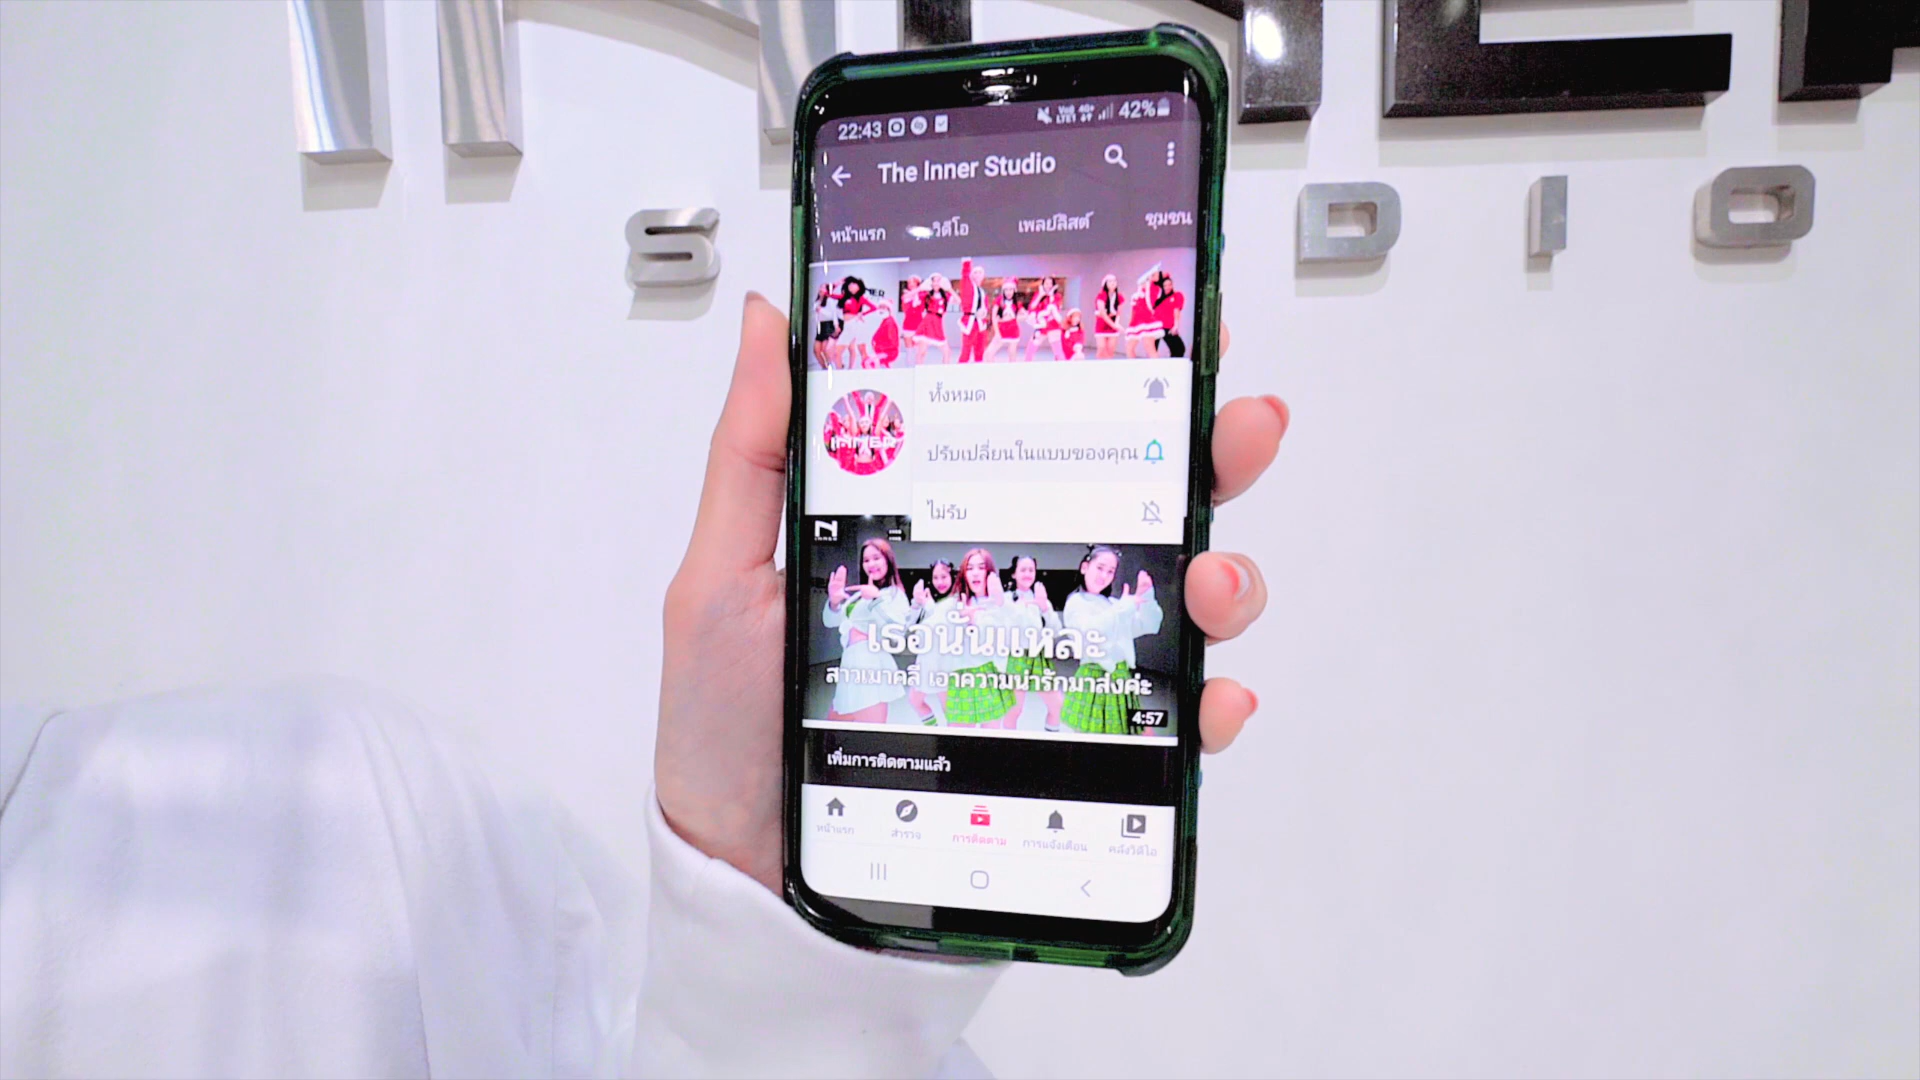 INNER
S DIO
22:43 42%
The Inner Studio
หน้าแรก วิดีโอ เพลย์ลิสต์ ชุมชน
ทั้งหมด
INNER
ปรับเปลี่ยนในแบบของคุณ
ไม่รับ
เธอนั่นแหละ
สาวเมาคลี เอาความน่ารักมาส่งค่ะ
4:57
เพิ่มการติดตามแล้ว
หน้าแรก สำรวจ การติดตาม การแจ้งเตือน คลังวิดีโอ